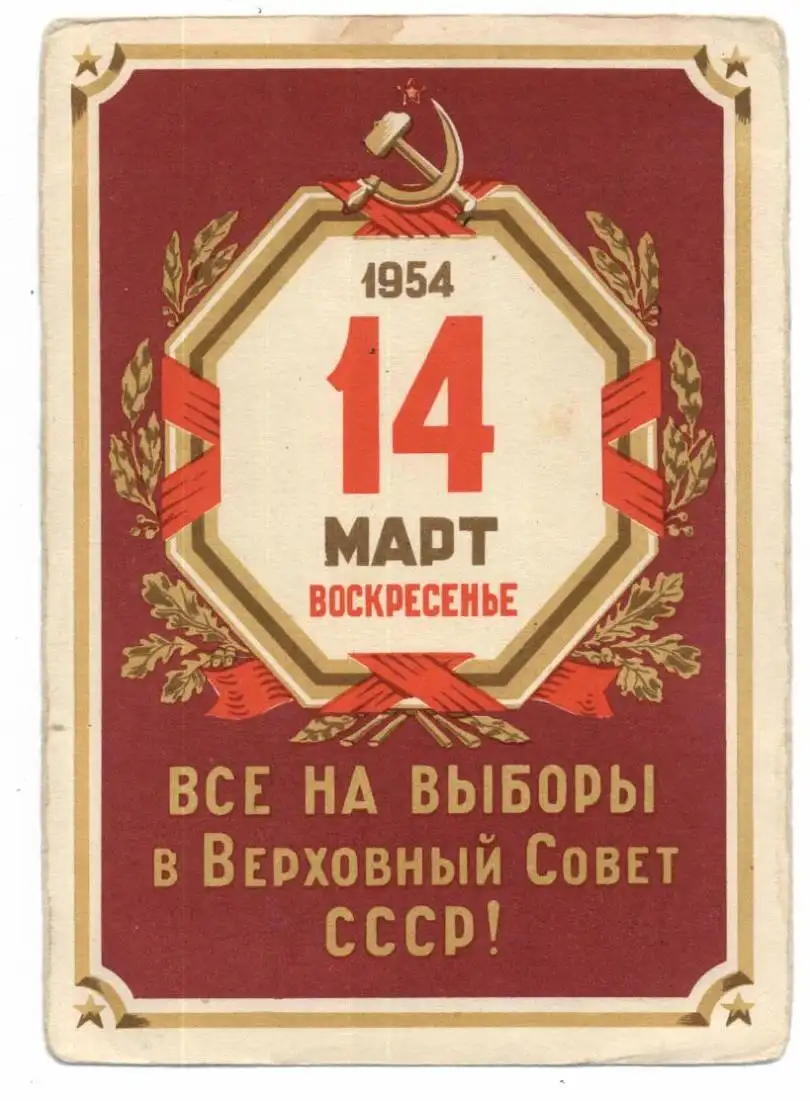 1954
14
МАРТ
ВОСКРЕСЕНЬЕ
ВСЕ НА ВЫБОРЫ
в Верховный Совет
СССР!